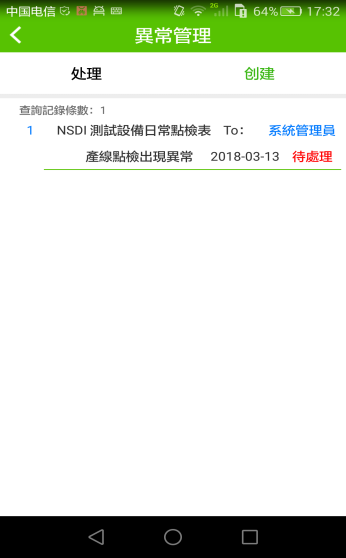 中国电信 2G 64% 17:32
異常管理
处理 创建
查詢記錄條數：1
1 NSDI 測試設備日常點檢表 To： 系統管理員
產線點檢出現異常 2018-03-13 待處理